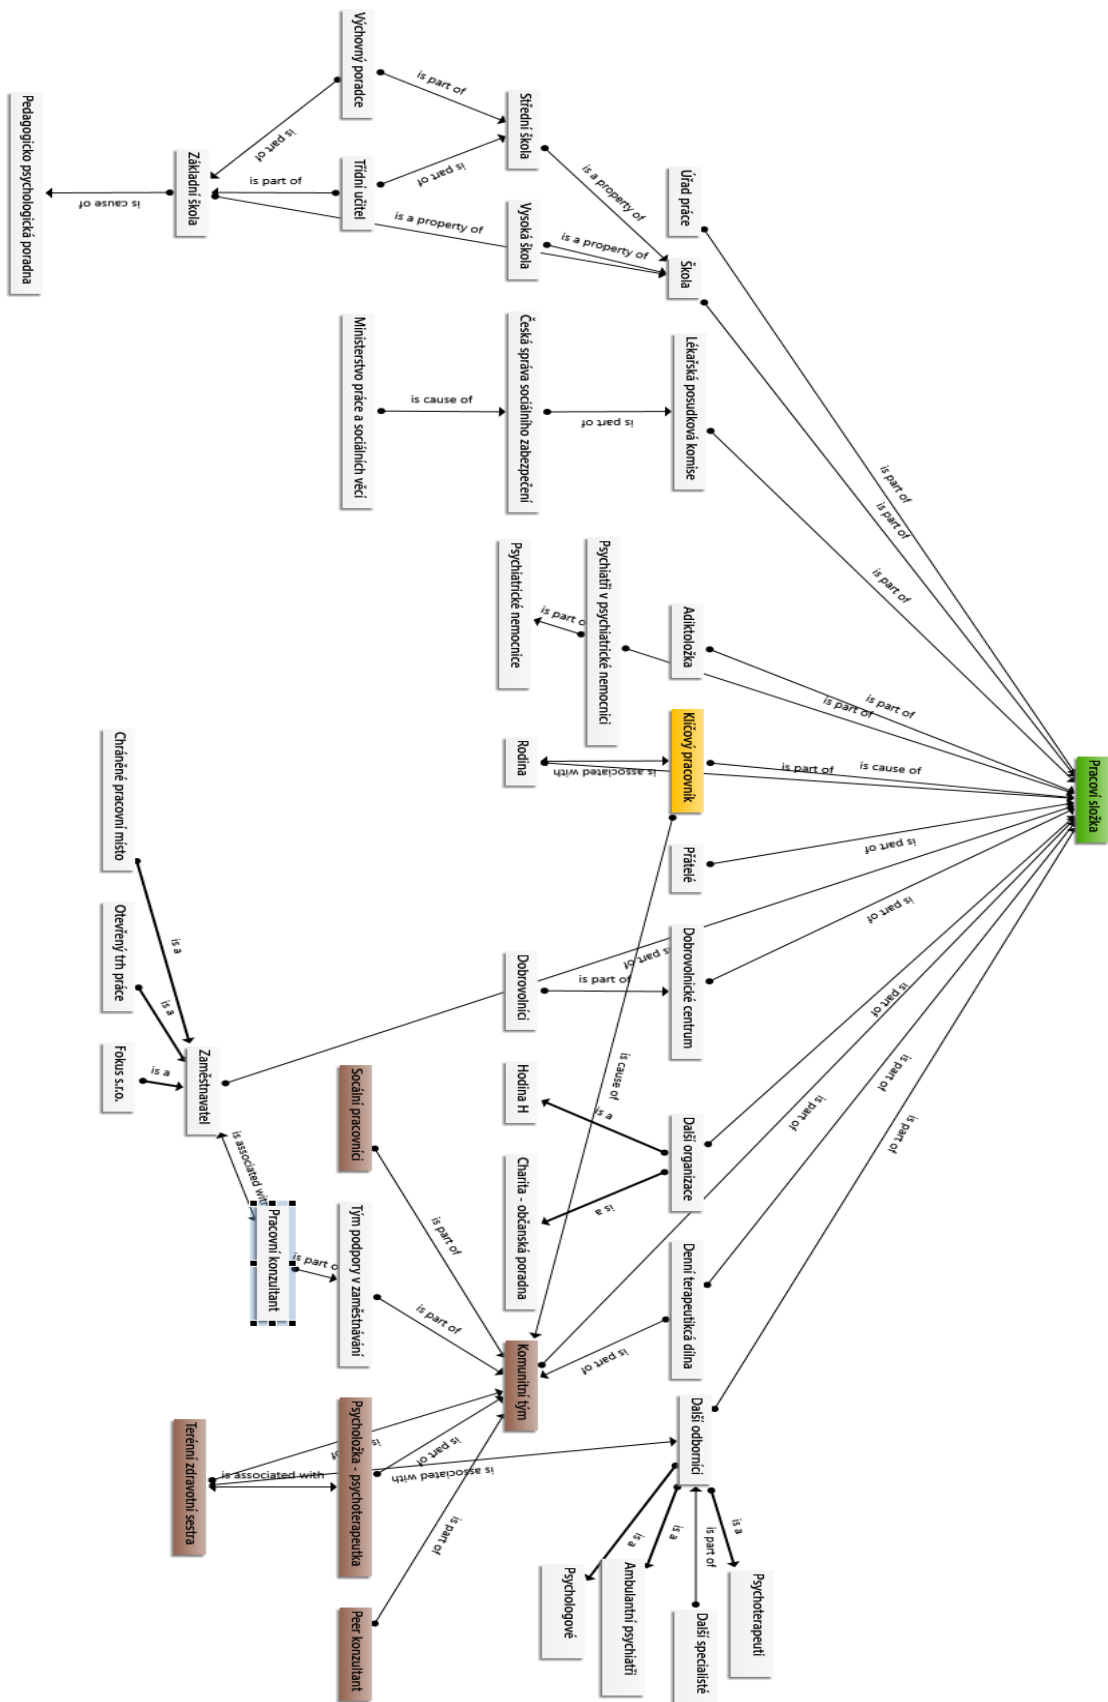 Pracoví složka
is part of
is part of
is part of
is part of
is part of
is part of
is cause of
is part of
is part of
is part of
is part of
is part of
is part of
is part of
Úřad práce
Škola
Lékařská posudková komise
Adiktoložka
Klíčový pracovník
Přátelé
Dobrovolnické centrum
Další organizace
Denní terapeutikcá dílna
Další odborníci
is a property of
is a property of
is a property of
is part of
is associated with
is part of
is cause of
is a
is a
is part of
is associated with
is a
is part of
is a
is a
Psychoterapeuti
Další specialisté
Ambulantní psychiatři
Psychologové
Psychiatři v psychiatrické nemocnici
is part o
Psychiatrické nemocnice
Střední škola
Vysoká škola
Česká správa sociálního zabezpečení
Rodina
Dobrovolníci
Hodina H
Charita - občanská poradna
Komunitní tým
is part of
is part of
is cause of
is part of
is part of
is part of
is part of
Výchovný poradce
Třídní učitel
Ministerstvo práce a sociálních věcí
Socální pracovníci
Tým podpory v zaměstnávání
Psycholožka - psychoterapeutka
Peer konzultant
is part of
is part of
is part o
is associated with
Pracovní konzultant
is associated with
Základní škola
Zaměstnavatel
Terénní zdravotní sestra
is cause of
is a
is a
is a
Chráněné pracovní místo
Otevřený trh práce
Fokus s.r.o.
Pedagogicko psychologická poradna